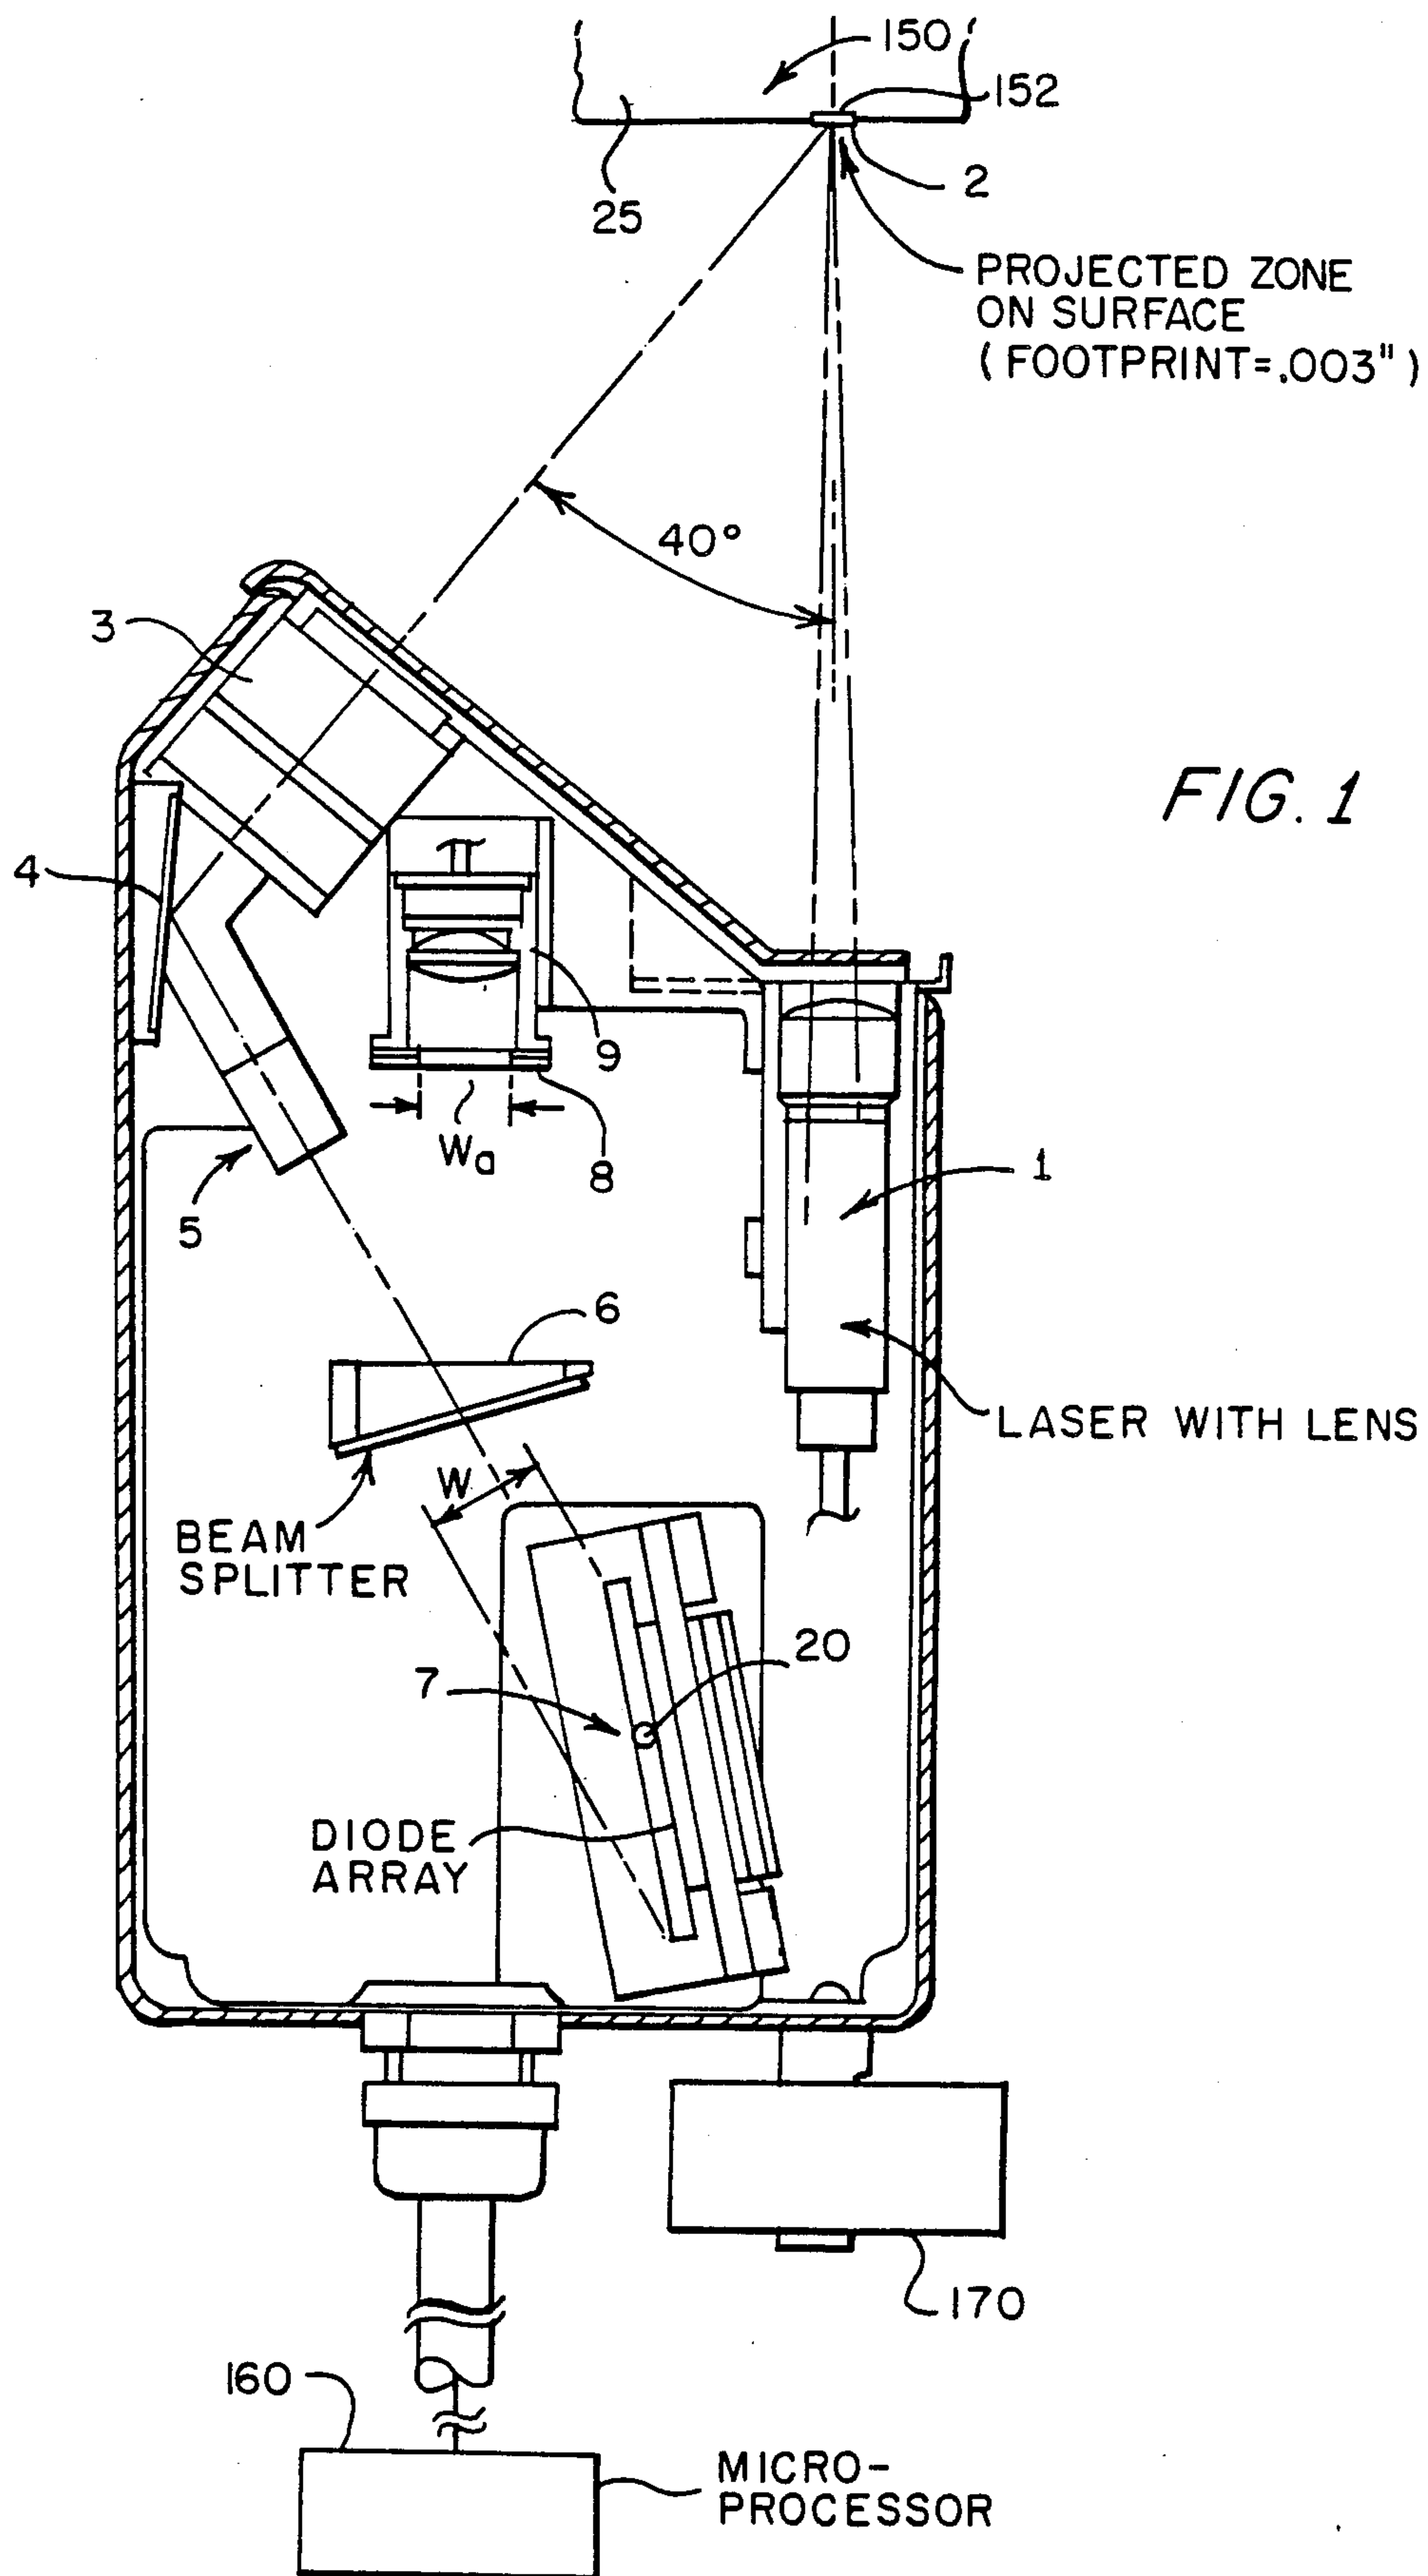 150
152
2
25
PROJECTED ZONE
ON SURFACE
(FOOTPRINT=.003")
40°
3
FIG. 1
4
9
Wa
8
5
1
6
LASER WITH LENS
W
BEAM
SPLITTER
20
7
DIODE
ARRAY
170
160
MICRO-
PROCESSOR